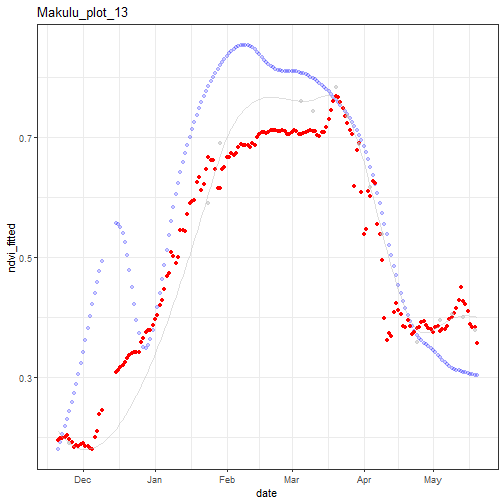 Makulu_plot_13
0.7
0.5
0.3
ndvi_fitted
Dec Jan Feb Mar Apr May
date